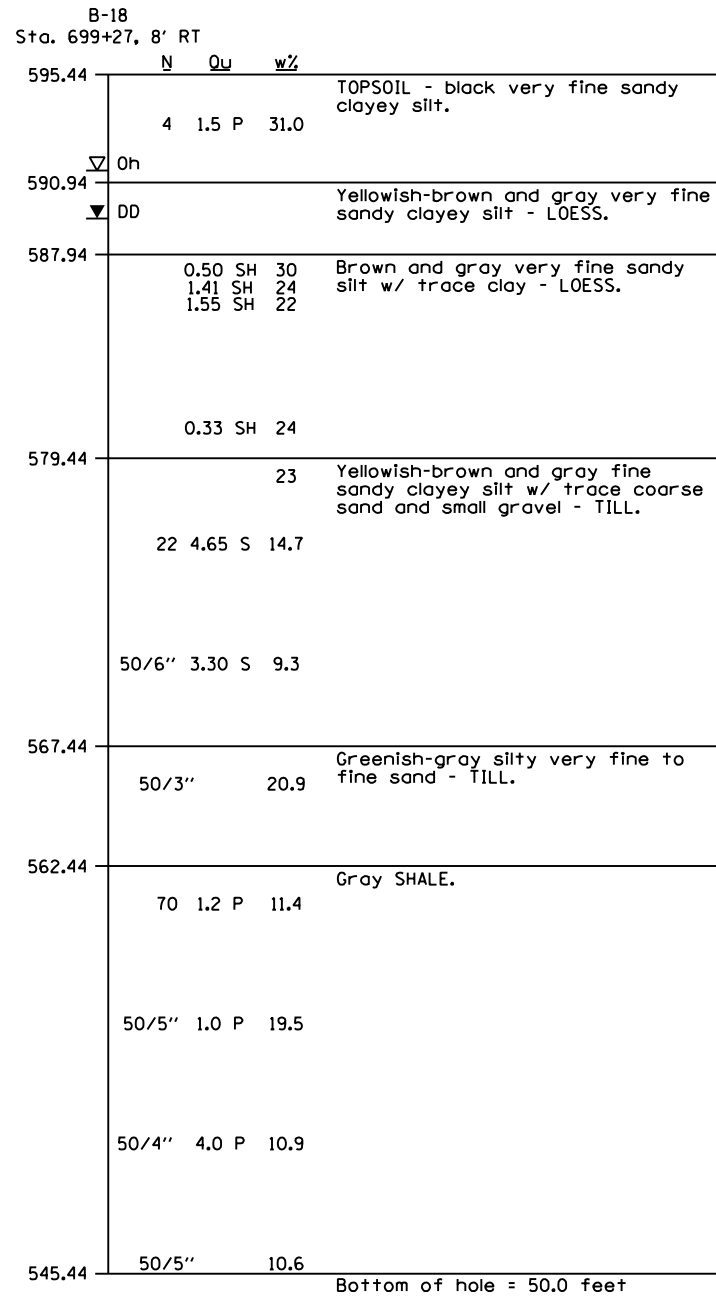 B-18
Sta. 699+27, 8' RT
N Qu w%
595.44
TOPSOIL - black very fine sandy
clayey silt.
4 1.5 P 31.0
0h
590.94
Yellowish-brown and gray very fine
sandy clayey silt - LOESS.
DD
587.94
0.50 SH 30 Brown and gray very fine sandy
1.41 SH 24 silt w/ trace clay - LOESS.
1.55 SH 22
0.33 SH 24
579.44
23 Yellowish-brown and gray fine
sandy clayey silt w/ trace coarse
sand and small gravel - TILL.
22 4.65 S 14.7
50/6'' 3.30 S 9.3
567.44
Greenish-gray silty very fine to
fine sand - TILL.
50/3'' 20.9
562.44
Gray SHALE.
70 1.2 P 11.4
50/5'' 1.0 P 19.5
50/4'' 4.0 P 10.9
50/5'' 10.6
545.44
Bottom of hole = 50.0 feet